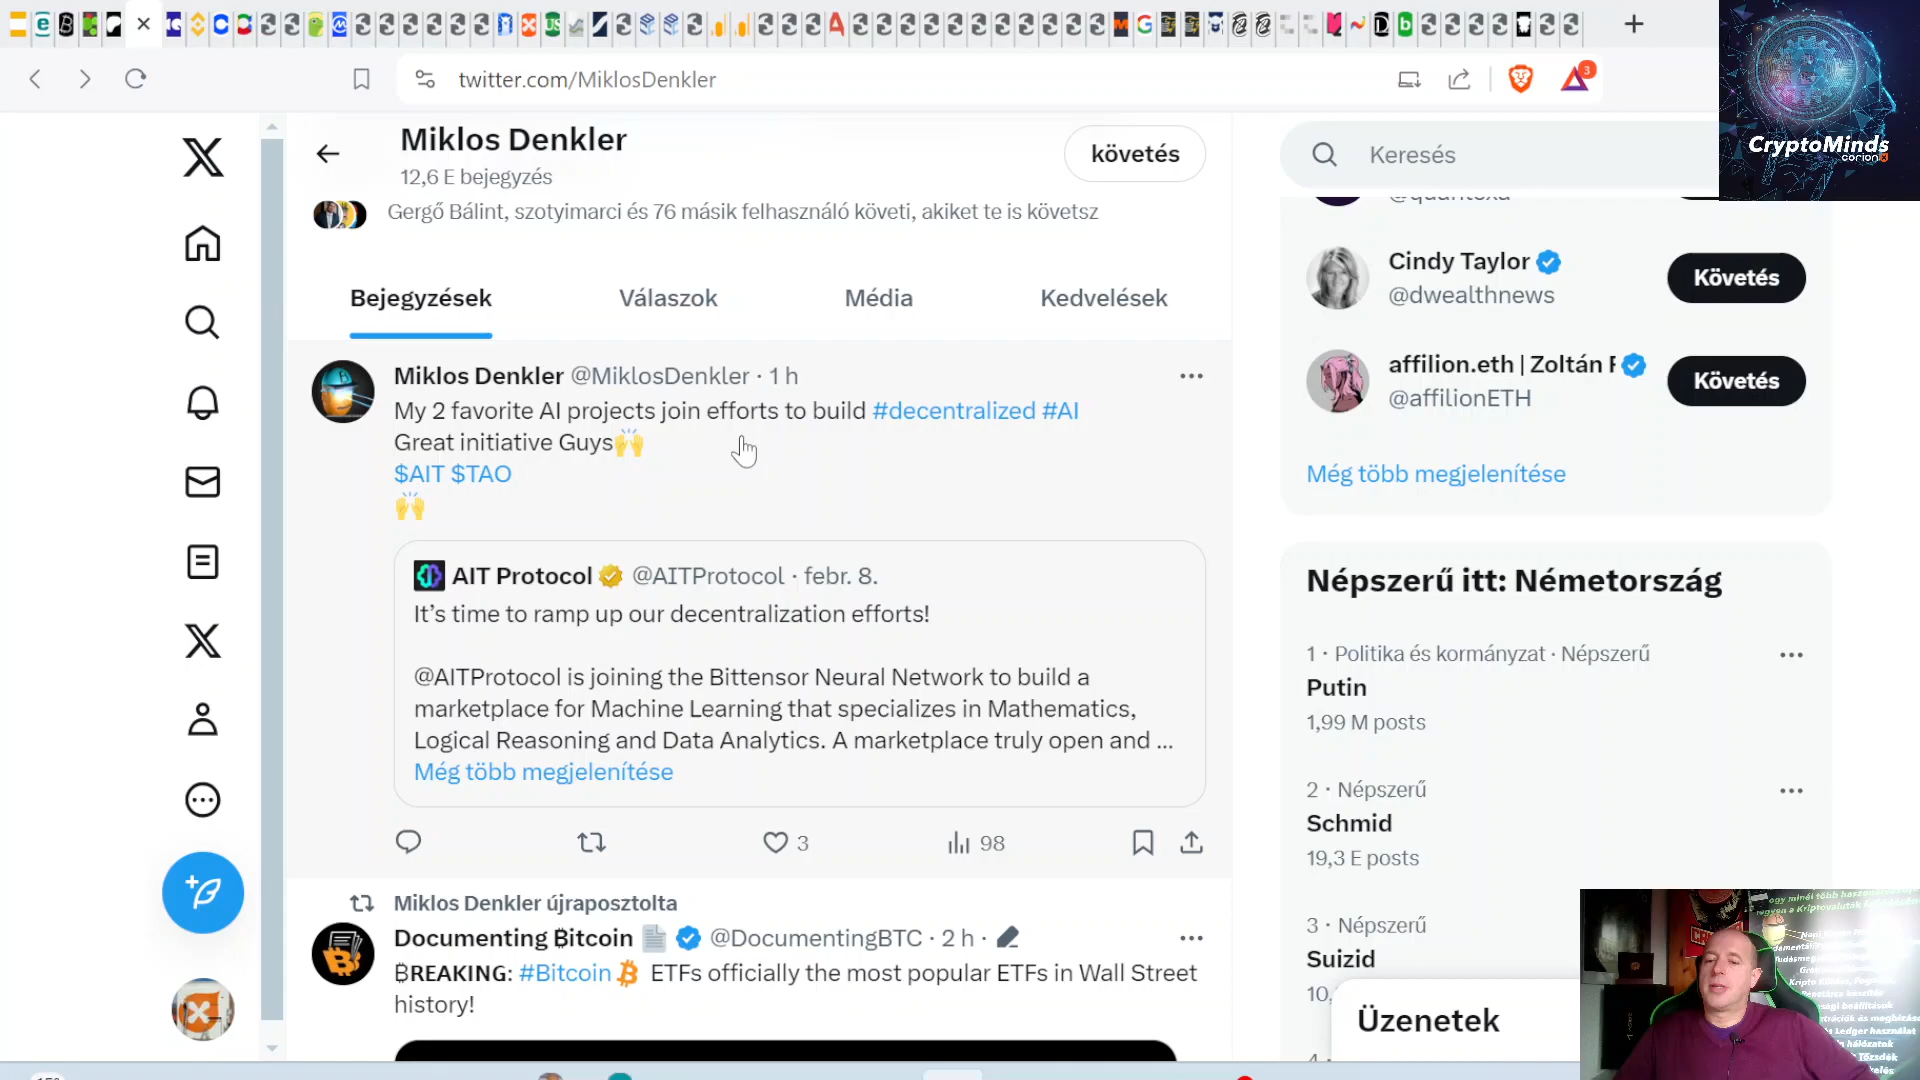 twitter.com/MiklosDenkler
3
CryptoMinds
corion
Miklos Denkler
12,6 E bejegyzés
követés
Gergő Bálint, szotyimarci és 76 másik felhasználó követi, akiket te is követsz
Bejegyzések
Válaszok
Média
Kedvelések
Miklos Denkler @MiklosDenkler · 1 h
My 2 favorite AI projects join efforts to build #decentralized #AI
Great initiative Guys🙌
$AIT $TAO
🙌
AIT Protocol @AITProtocol · febr. 8.
It’s time to ramp up our decentralization efforts!
@AITProtocol is joining the Bittensor Neural Network to build a
marketplace for Machine Learning that specializes in Mathematics,
Logical Reasoning and Data Analytics. A marketplace truly open and ...
Még több megjelenítése
3
98
Miklos Denkler újraposztolta
Documenting ₿itcoin 📄 @DocumentingBTC · 2 h ·
₿REAKING: #Bitcoin ETFs officially the most popular ETFs in Wall Street
history!
Keresés
Cindy Taylor
@dwealthnews
Követés
affilion.eth | Zoltán
@affilionETH
Követés
Még több megjelenítése
Népszerű itt: Németország
1 · Politika és kormányzat · Népszerű
Putin
1,99 M posts
2 · Népszerű
Schmid
19,3 E posts
3 · Népszerű
Suizid
10,
Üzenetek